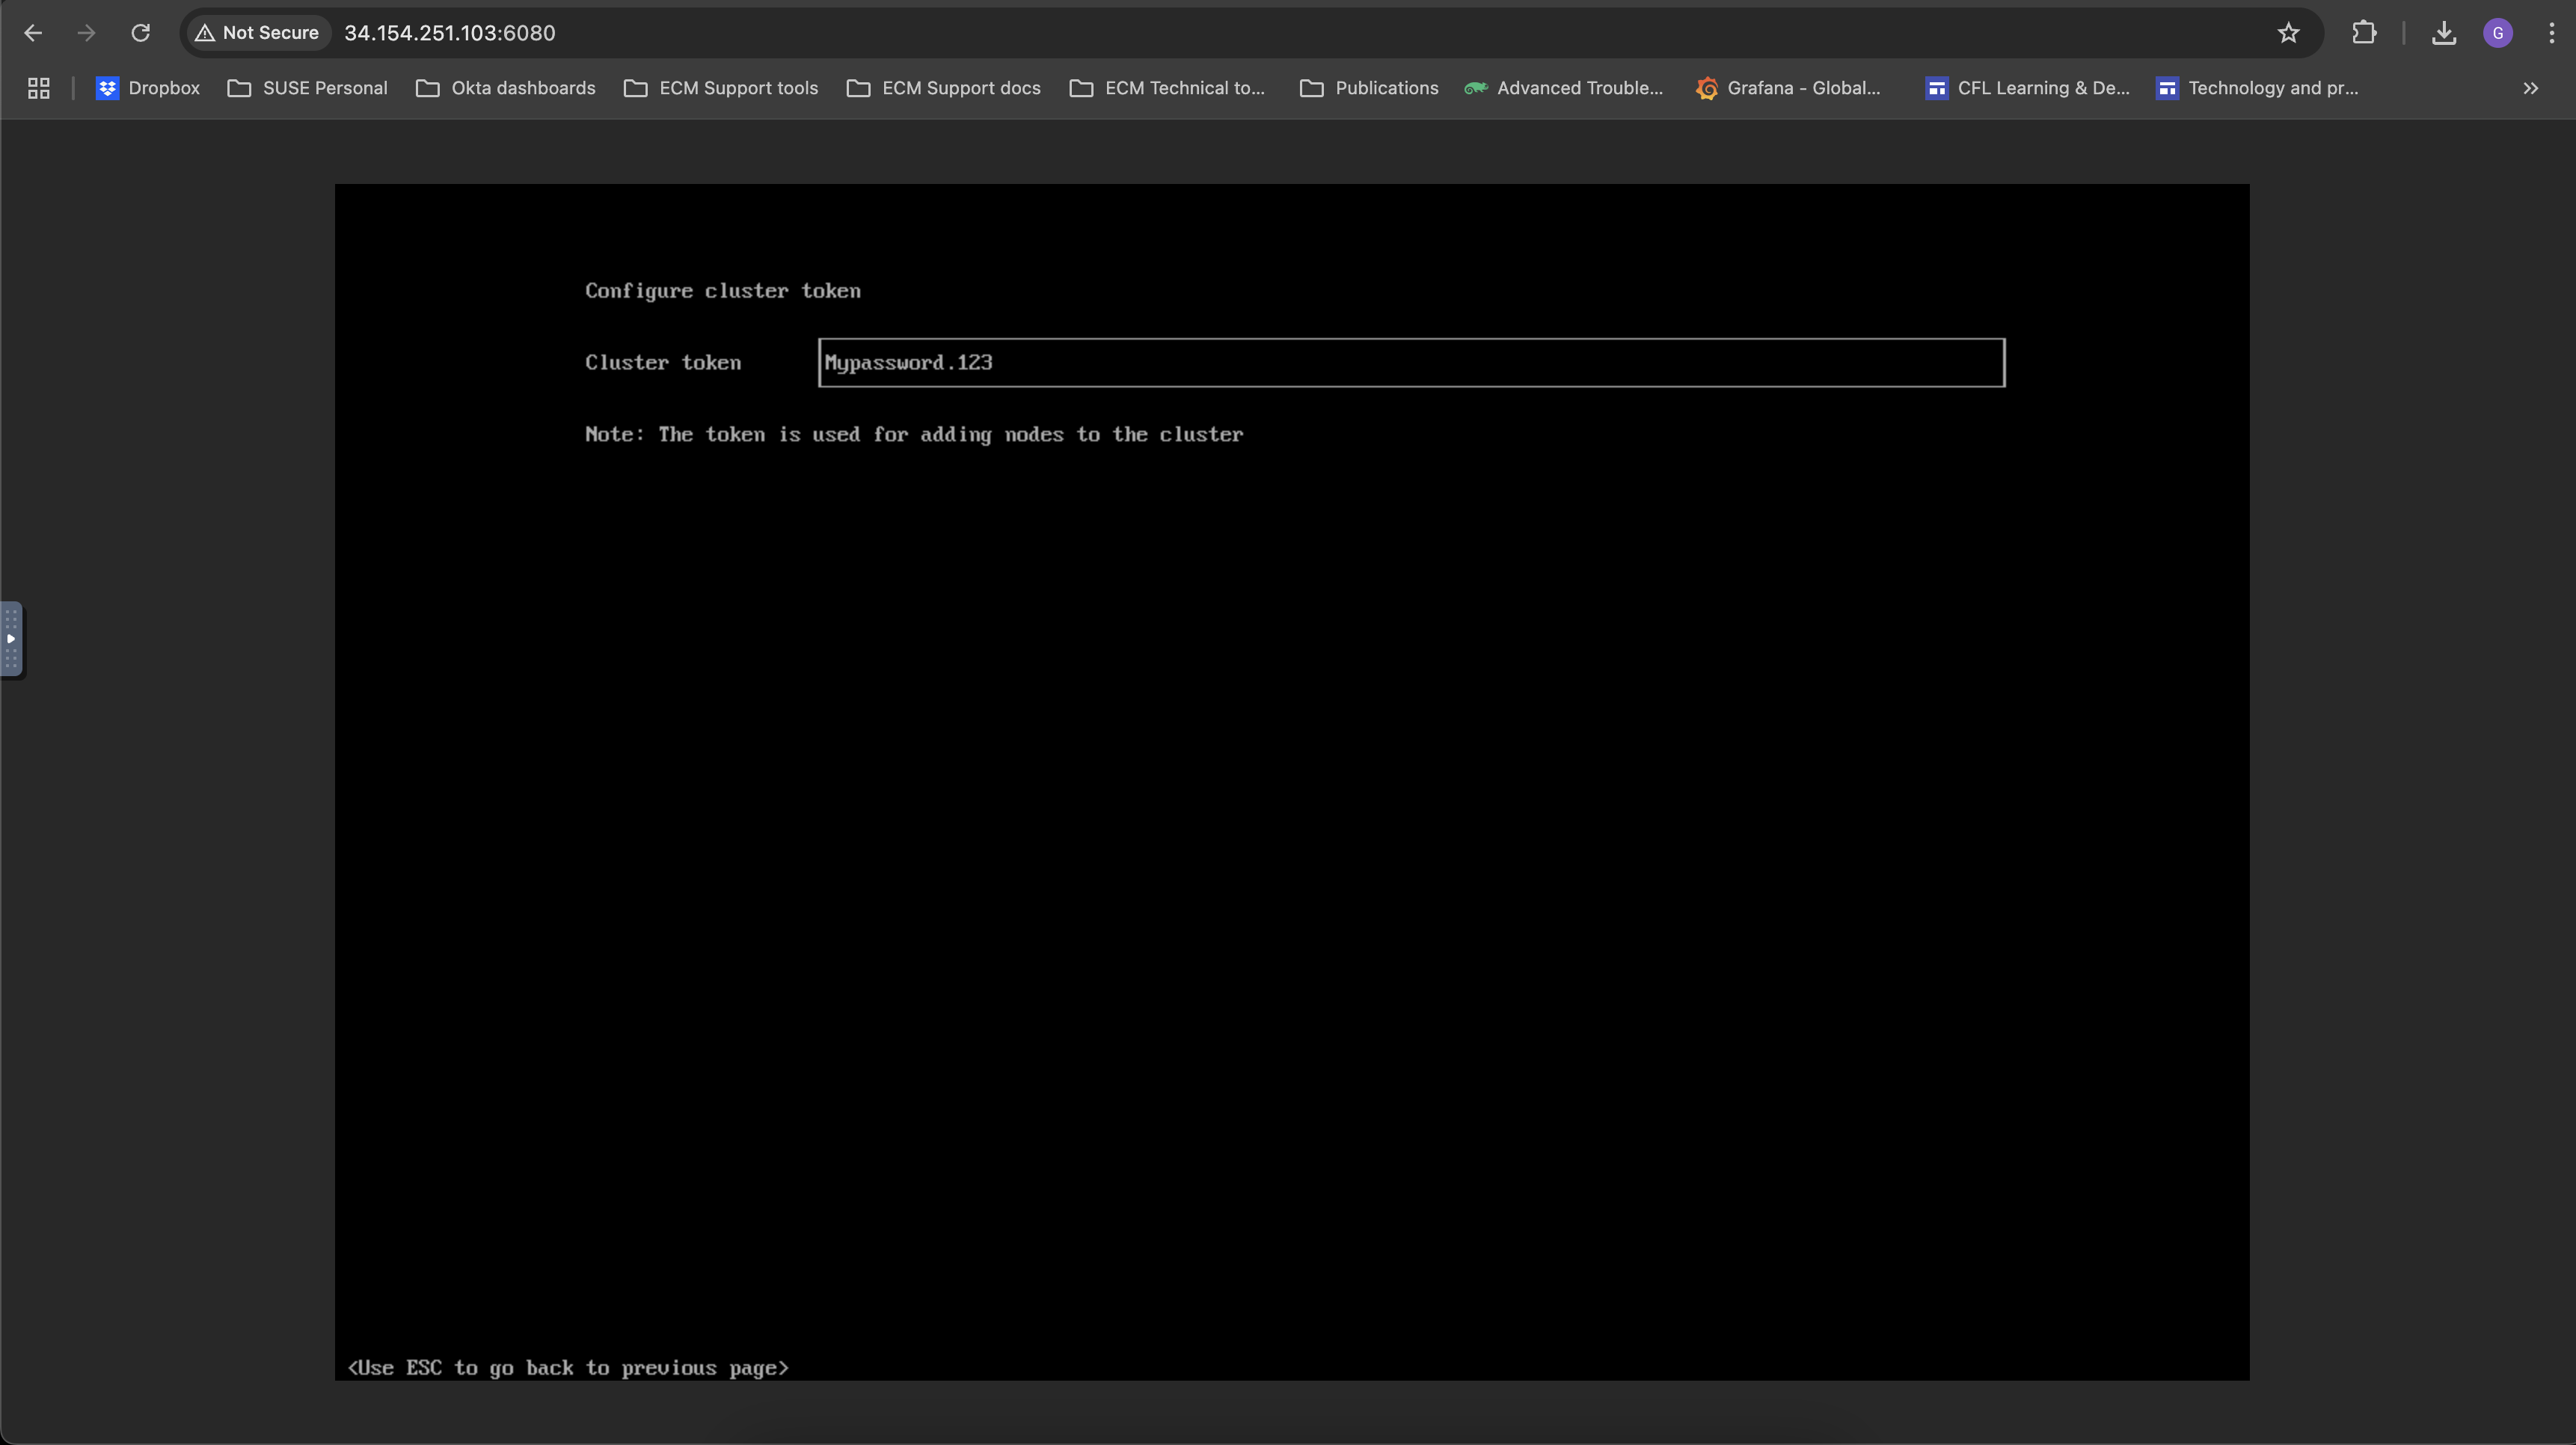 Not Secure 34.154.251.103:6080 G
Dropbox SUSE Personal Okta dashboards ECM Support tools ECM Support docs ECM Technical to... Publications Advanced Trouble... Grafana - Global... CFL Learning & De... Technology and pr... »
Configure cluster token
Cluster token Mypassword.123
Note: The token is used for adding nodes to the cluster
<Use ESC to go back to previous page>